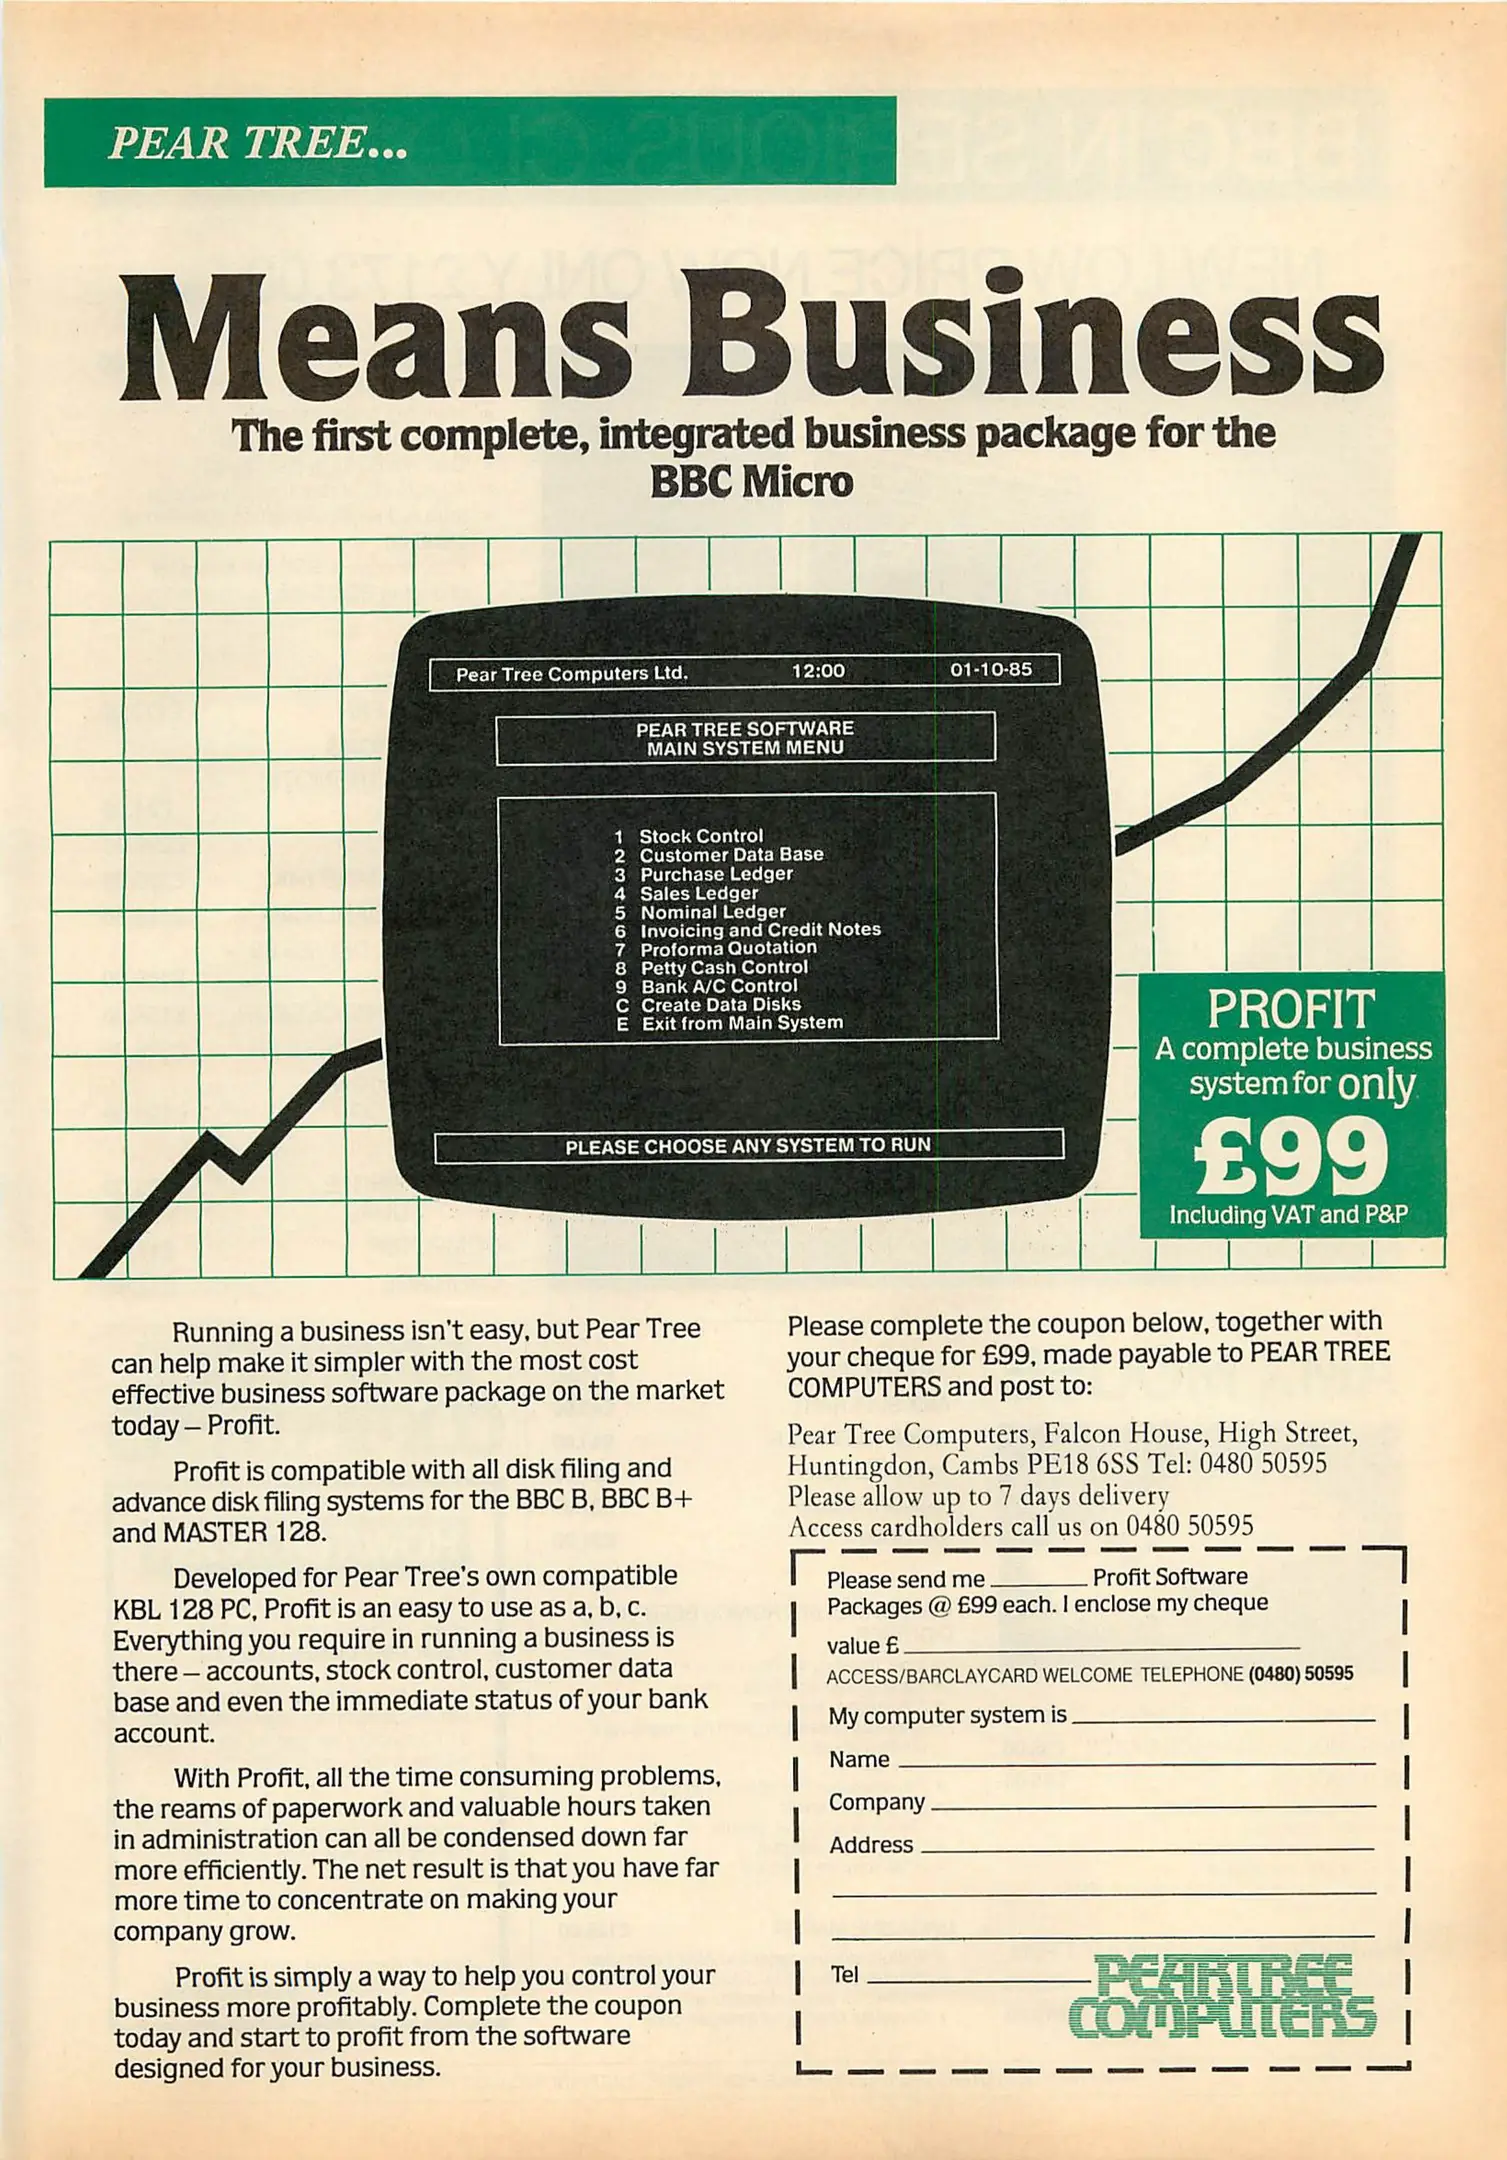 PEAR TREE...
Means Business
The first complete, integrated business package for the
BBC Micro
Pear Tree Computers Ltd. 12:00 01-10-85
PEAR TREE SOFTWARE
MAIN SYSTEM MENU
1 Stock Control
2 Customer Data Base
3 Purchase Ledger
4 Sales Ledger
5 Nominal Ledger
6 Invoicing and Credit Notes
7 Proforma Quotation
8 Petty Cash Control
9 Bank A/C Control
C Create Data Disks
E Exit from Main System
PLEASE CHOOSE ANY SYSTEM TO RUN
PROFIT
A complete business
system for only
£99
Including VAT and P&P
Running a business isn't easy, but Pear Tree
can help make it simpler with the most cost
effective business software package on the market
today – Profit.
Profit is compatible with all disk filing and
advance disk filing systems for the BBC B, BBC B+
and MASTER 128.
Developed for Pear Tree's own compatible
KBL 128 PC, Profit is an easy to use as a, b, c.
Everything you require in running a business is
there – accounts, stock control, customer data
base and even the immediate status of your bank
account.
With Profit, all the time consuming problems,
the reams of paperwork and valuable hours taken
in administration can all be condensed down far
more efficiently. The net result is that you have far
more time to concentrate on making your
company grow.
Profit is simply a way to help you control your
business more profitably. Complete the coupon
today and start to profit from the software
designed for your business.
Please complete the coupon below, together with
your cheque for £99, made payable to PEAR TREE
COMPUTERS and post to:
Pear Tree Computers, Falcon House, High Street,
Huntingdon, Cambs PE18 6SS Tel: 0480 50595
Please allow up to 7 days delivery
Access cardholders call us on 0480 50595
Please send me ______ Profit Software
Packages @ £99 each. I enclose my cheque
value £
ACCESS/BARCLAYCARD WELCOME TELEPHONE (0480) 50595
My computer system is
Name
Company
Address
Tel
PEARTREE
COMPUTERS